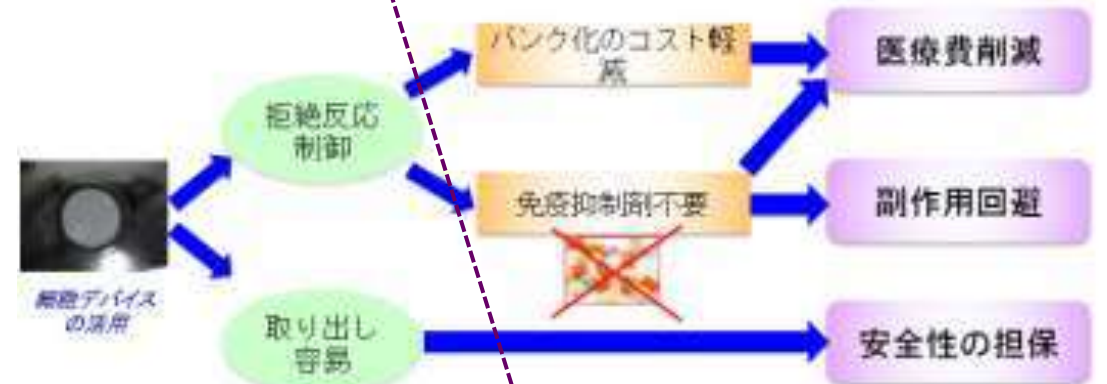 細胞デバイス
の活用
拒絶反応
制御
取り出し
容易
バンク化のコスト軽
減
免疫抑制剤不要
医療費削減
副作用回避
安全性の担保